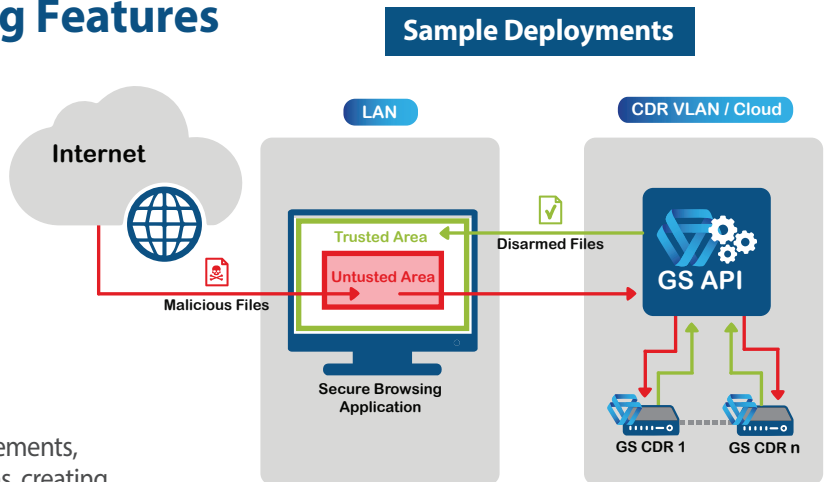 g Features
Sample Deployments
LAN
CDR VLAN / Cloud
Internet
Trusted Area
Disarmed Files
Untusted Area
GS API
Malicious Files
Secure Browsing
Application
GS CDR 1
GS CDR n
ements,
s, creating